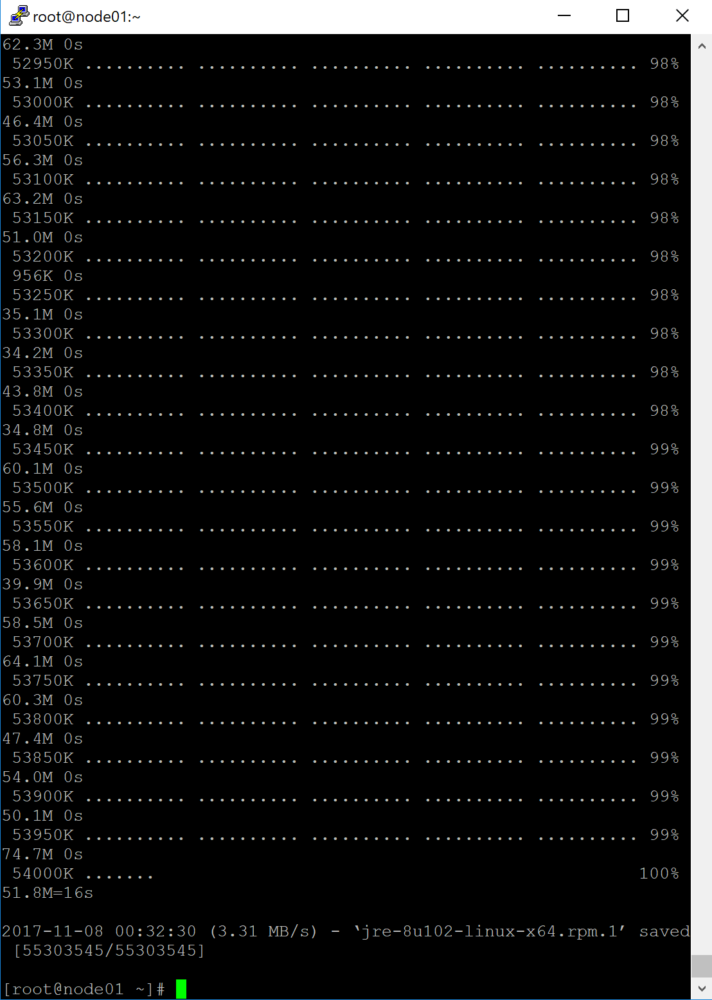 root@node01:~
62.3M 0s
52950K .......... .......... .......... .......... .......... 98%
53.1M 0s
53000K .......... .......... .......... .......... .......... 98%
46.4M 0s
53050K .......... .......... .......... .......... .......... 98%
56.3M 0s
53100K .......... .......... .......... .......... .......... 98%
63.2M 0s
53150K .......... .......... .......... .......... .......... 98%
51.0M 0s
53200K .......... .......... .......... .......... .......... 98%
956K 0s
53250K .......... .......... .......... .......... .......... 98%
35.1M 0s
53300K .......... .......... .......... .......... .......... 98%
34.2M 0s
53350K .......... .......... .......... .......... .......... 98%
43.8M 0s
53400K .......... .......... .......... .......... .......... 98%
34.8M 0s
53450K .......... .......... .......... .......... .......... 99%
60.1M 0s
53500K .......... .......... .......... .......... .......... 99%
55.6M 0s
53550K .......... .......... .......... .......... .......... 99%
58.1M 0s
53600K .......... .......... .......... .......... .......... 99%
39.9M 0s
53650K .......... .......... .......... .......... .......... 99%
58.5M 0s
53700K .......... .......... .......... .......... .......... 99%
64.1M 0s
53750K .......... .......... .......... .......... .......... 99%
60.3M 0s
53800K .......... .......... .......... .......... .......... 99%
47.4M 0s
53850K .......... .......... .......... .......... .......... 99%
54.0M 0s
53900K .......... .......... .......... .......... .......... 99%
50.1M 0s
53950K .......... .......... .......... .......... .......... 99%
74.7M 0s
54000K ....... 100%
51.8M=16s
2017-11-08 00:32:30 (3.31 MB/s) - ‘jre-8u102-linux-x64.rpm.1’ saved
[55303545/55303545]
[root@node01 ~]#